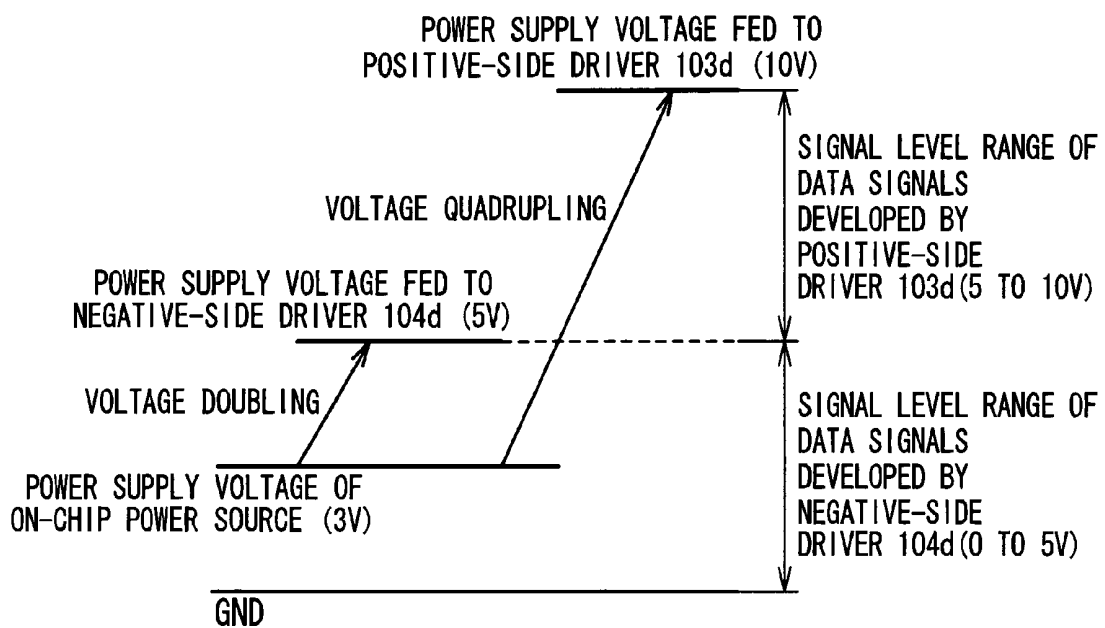 POWER SUPPLY VOLTAGE FED TO
POSITIVE-SIDE DRIVER 103d (10V)
SIGNAL LEVEL RANGE OF
DATA SIGNALS
DEVELOPED BY
POSITIVE-SIDE
DRIVER 103d(5 TO 10V)
VOLTAGE QUADRUPLING
POWER SUPPLY VOLTAGE FED TO
NEGATIVE-SIDE DRIVER 104d (5V)
VOLTAGE DOUBLING
SIGNAL LEVEL RANGE OF
DATA SIGNALS
DEVELOPED BY
NEGATIVE-SIDE
DRIVER 104d(0 TO 5V)
POWER SUPPLY VOLTAGE OF
ON-CHIP POWER SOURCE (3V)
GND